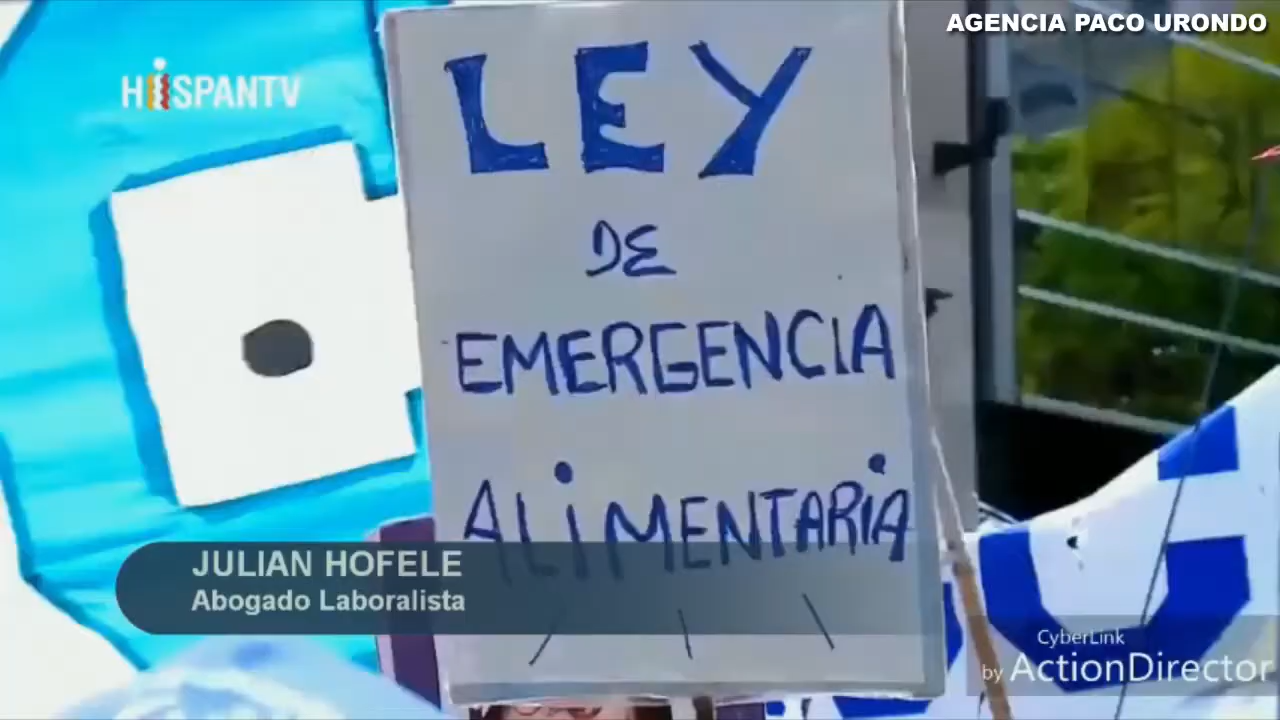 AGENCIA PACO URONDO
HiSPANTV
LEY
DE
EMERGENCIA
ALiMENTARiA
JULIAN HOFELE
Abogado Laboralista
CyberLink
by ActionDirector